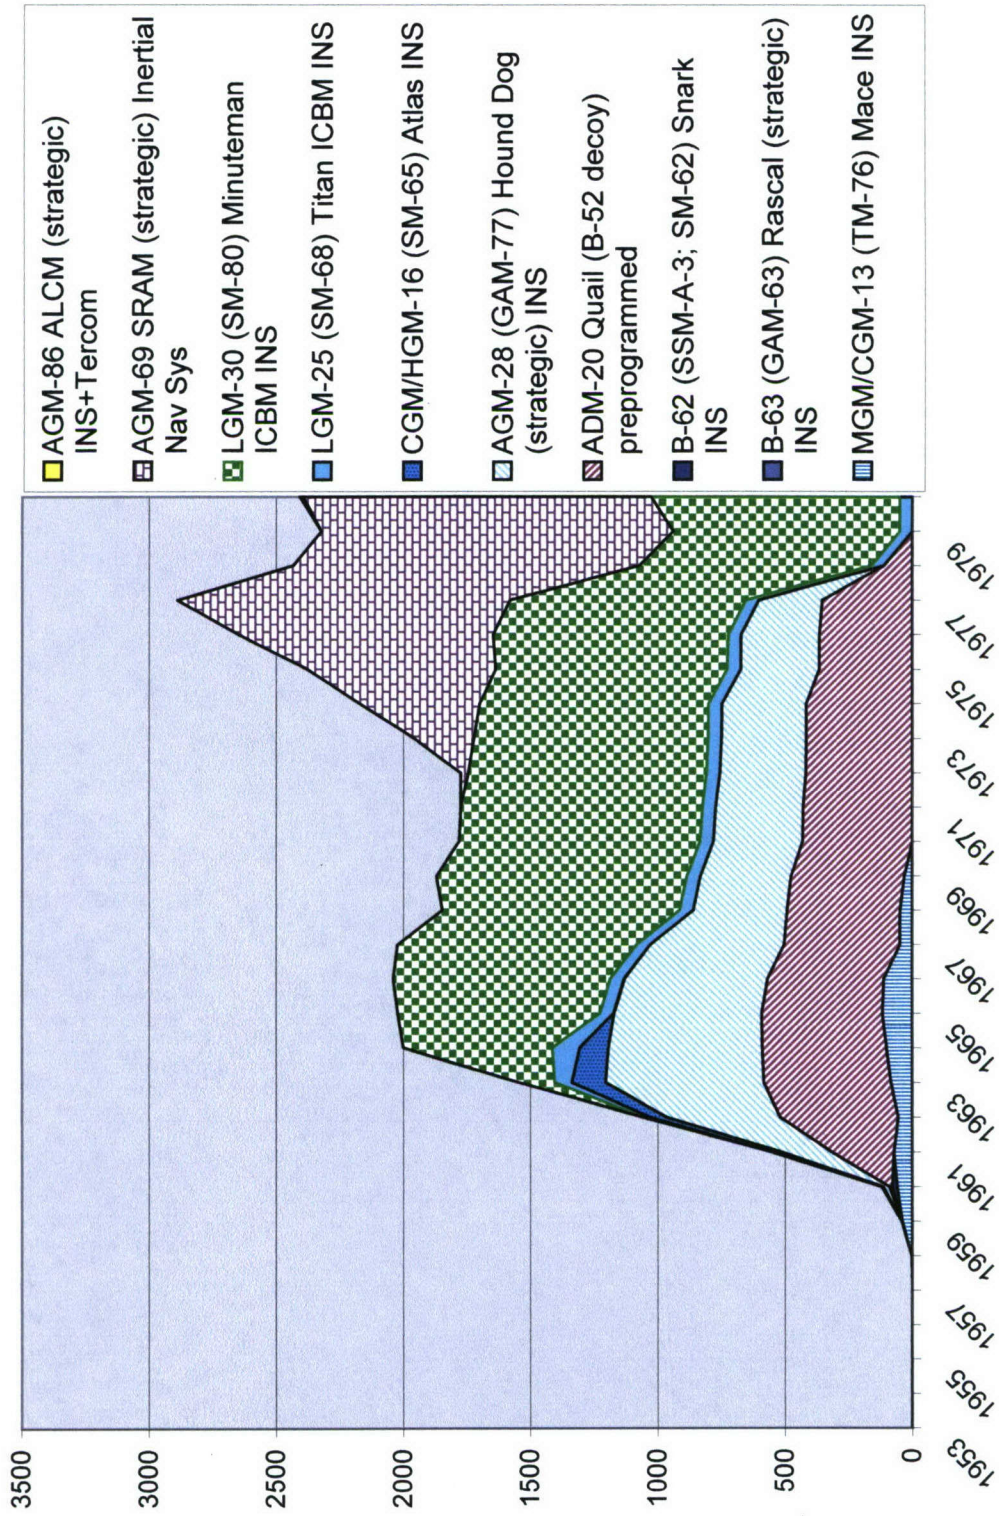 3500
3000
2500
2000
1500
1000
500
0
1953
1955
1957
1959
1961
1963
1965
1967
1969
1971
1973
1975
1977
1979
AGM-86 ALCM (strategic)
INS+Tercom
AGM-69 SRAM (strategic) Inertial
Nav Sys
LGM-30 (SM-80) Minuteman
ICBM INS
LGM-25 (SM-68) Titan ICBM INS
CGM/HGM-16 (SM-65) Atlas INS
AGM-28 (GAM-77) Hound Dog
(strategic) INS
ADM-20 Quail (B-52 decoy)
preprogrammed
B-62 (SSM-A-3; SM-62) Snark
INS
B-63 (GAM-63) Rascal (strategic)
INS
MGM/CGM-13 (TM-76) Mace INS